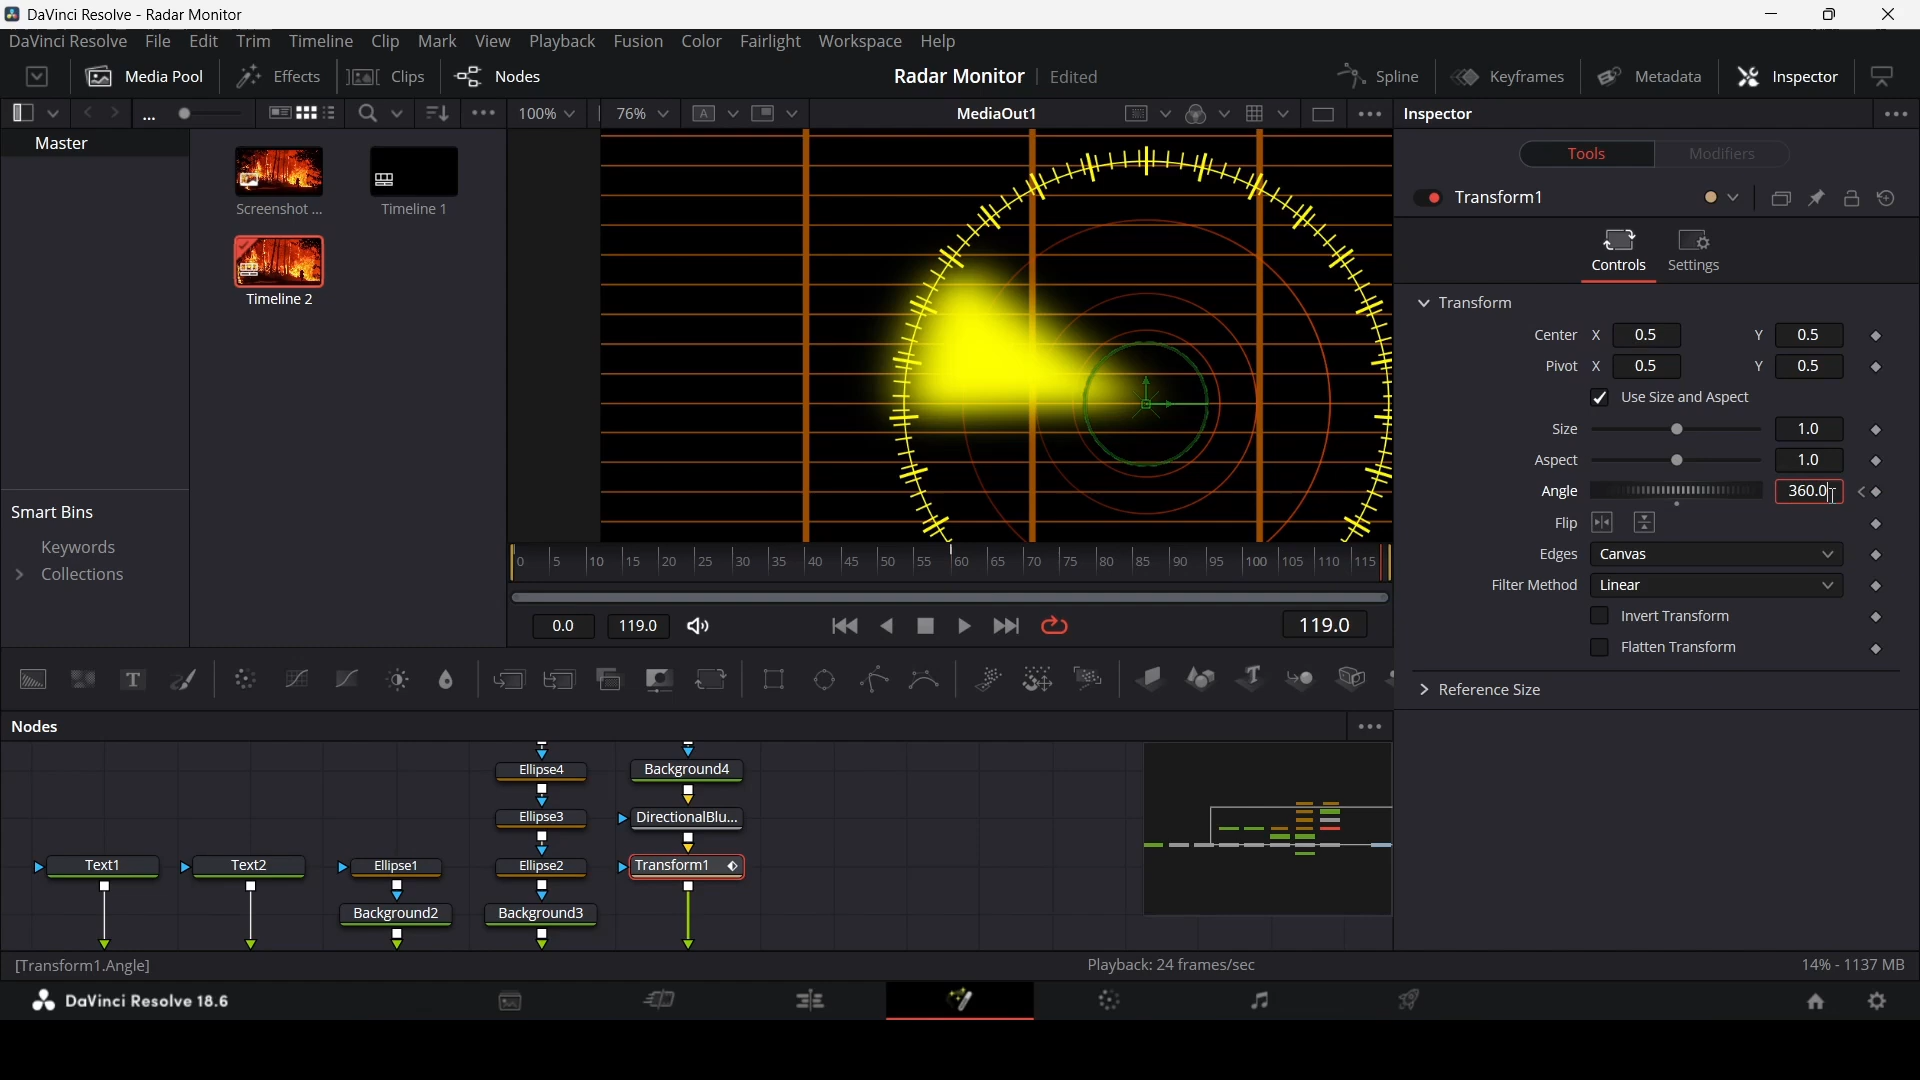 DaVinci Resolve - Radar Monitor
DaVinci Resolve File Edit Trim Timeline Clip Mark View Playback Fusion Color Fairlight Workspace Help
Media Pool Effects Clips Nodes Radar Monitor Edited Spline Keyframes Metadata Inspector
... 100% 76% A MediaOut1 Inspector
Master
Screenshot ...
Timeline 1
Timeline 2
Smart Bins
Keywords
Collections
Tools Modifiers
Transform1
Controls Settings
Transform
Center X 0.5 Y 0.5
Pivot X 0.5 Y 0.5
Use Size and Aspect
Size 1.0
Aspect 1.0
Angle 360.0
Flip
Edges Canvas
Filter Method Linear
Invert Transform
Flatten Transform
Reference Size
0 5 10 15 20 25 30 35 40 45 50 55 60 65 70 75 80 85 90 95 100 105 110 115
0.0 119.0 119.0
T T
Nodes
Ellipse4 Background4
Ellipse3 DirectionalBlu...
Text1 Text2 Ellipse1 Ellipse2 Transform1
Background2 Background3
[Transform1.Angle] Playback: 24 frames/sec 14% - 1137 MB
DaVinci Resolve 18.6